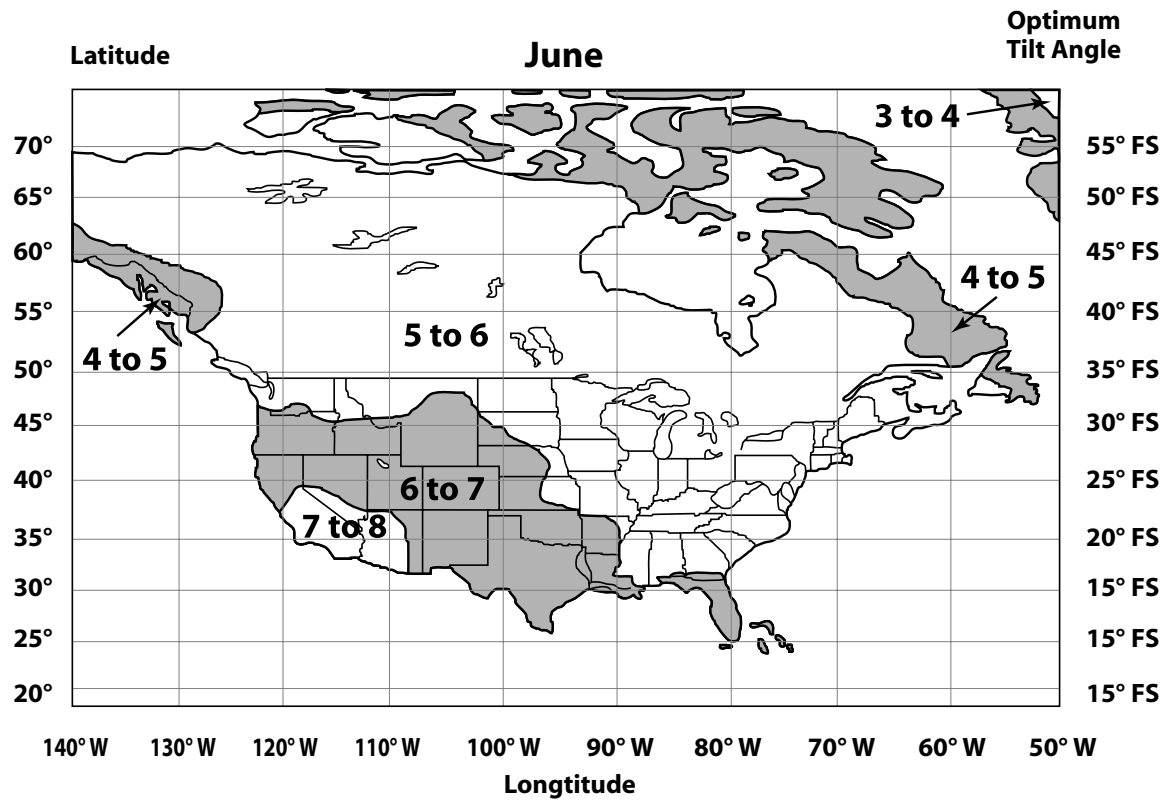 Optimum
Latitude June Tilt Angle
3 to 4
70° 55° FS
65° 50° FS
60° 45° FS
4 to 5
55° 40° FS
5 to 6
4 to 5
50° 35° FS
45° 30° FS
40° 6 to 7 25° FS
7 to 8
35° 20° FS
30° 15° FS
25° 15° FS
20° 15° FS
140° W 130° W 120° W 110° W 100° W 90° W 80° W 70° W 60° W 50° W
Longtitude